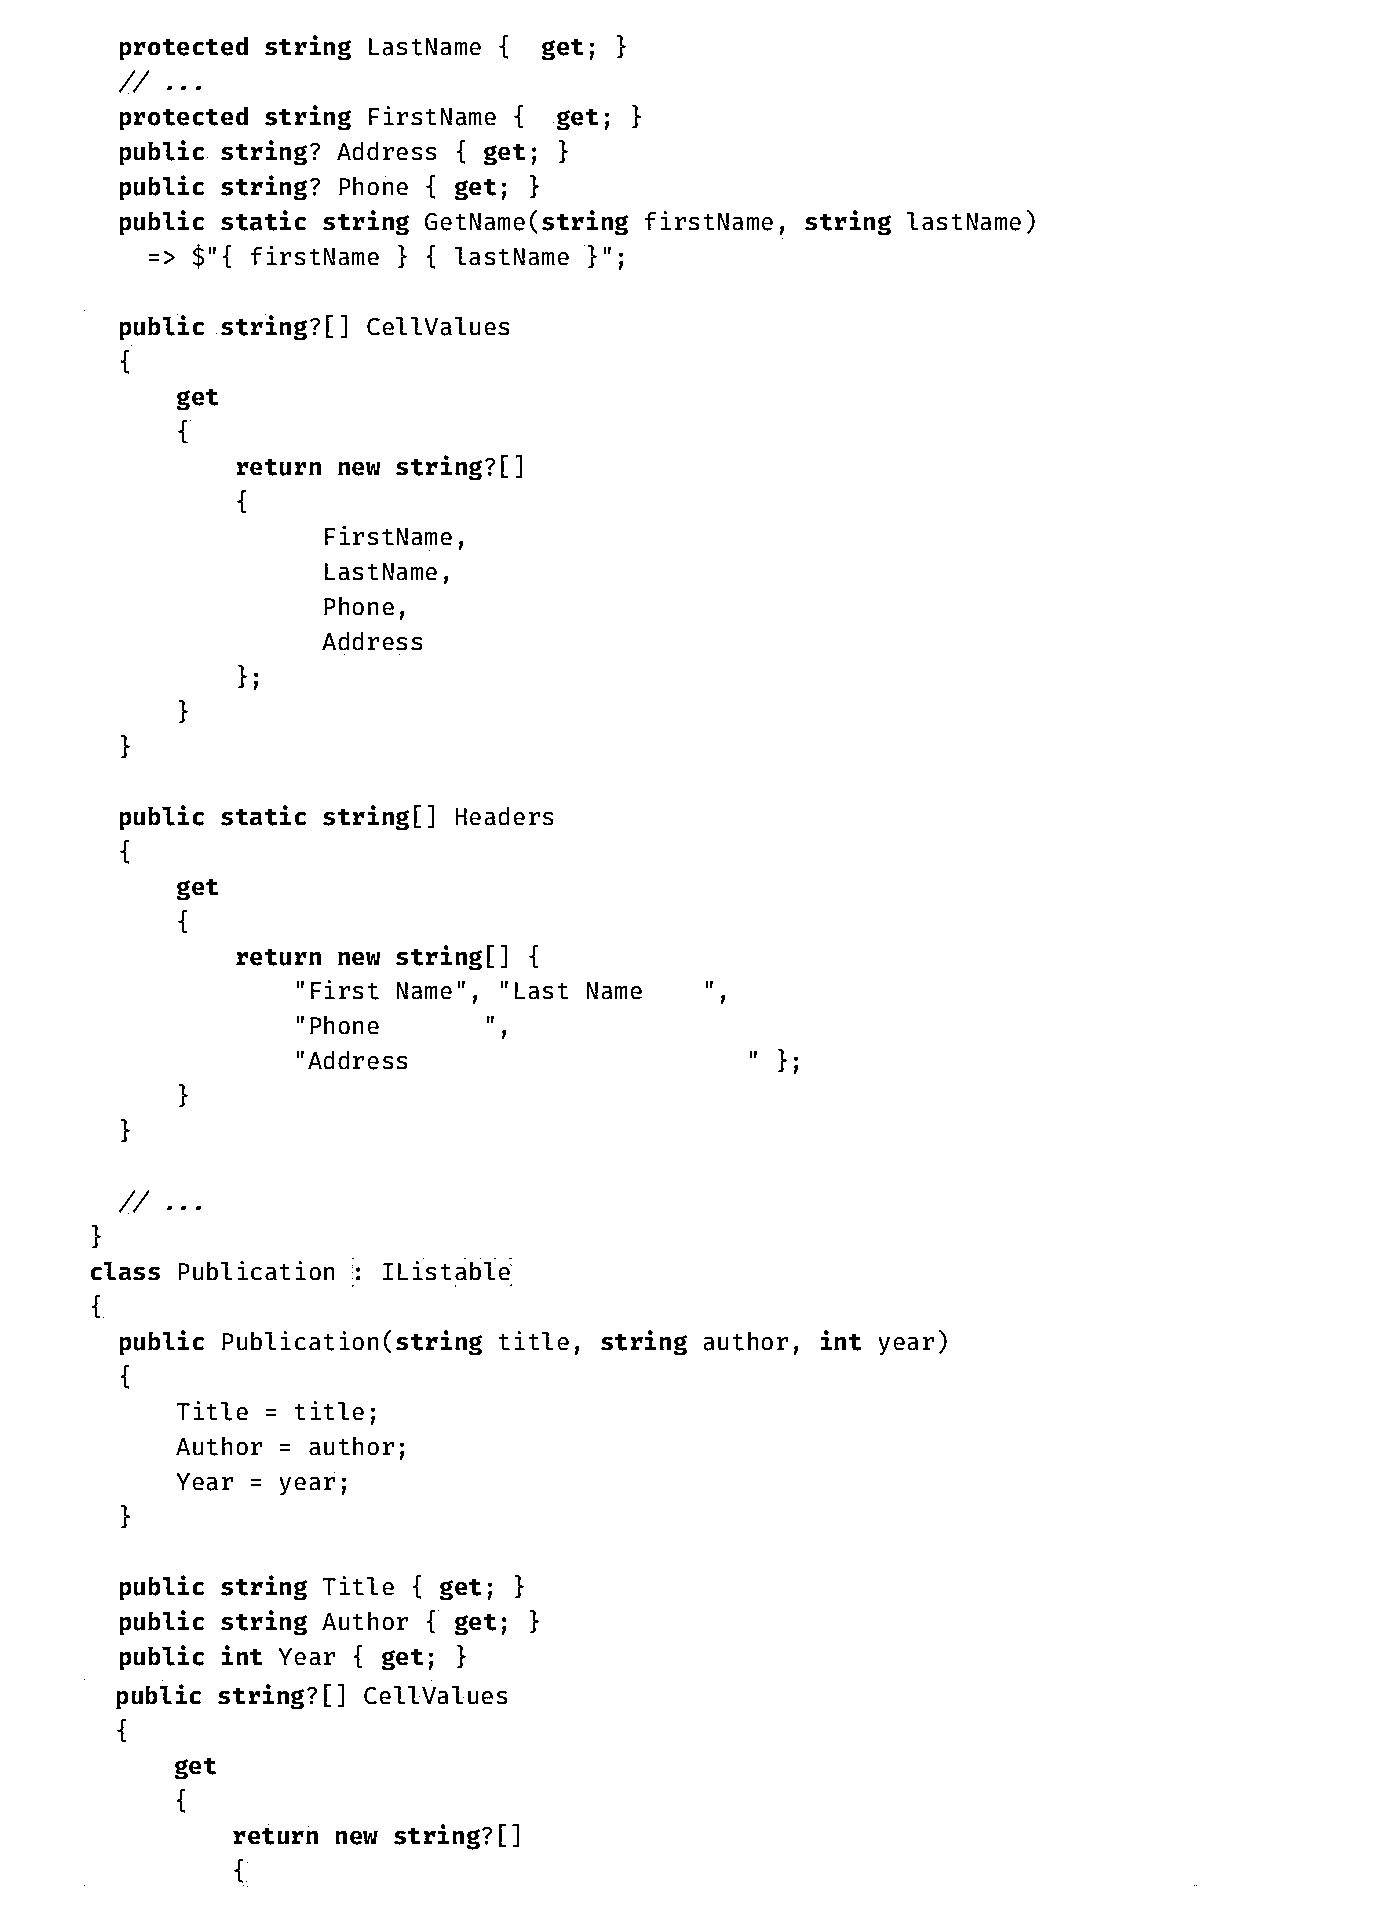 protected string LastName {  get; }
// ...
protected string FirstName {  get; }
public string? Address { get; }
public string? Phone { get; }
public static string GetName(string firstName, string lastName)
  => $"{ firstName } { lastName }";

public string?[] CellValues
{
    get
    {
        return new string?[]
        {
              FirstName,
              LastName,
              Phone,
              Address
        };
    }
}

public static string[] Headers
{
    get
    {
        return new string[] {
            "First Name", "Last Name    ",
            "Phone       ",
            "Address                       " };
    }
}

// ...
}
class Publication : IListable
{
  public Publication(string title, string author, int year)
  {
      Title = title;
      Author = author;
      Year = year;
  }

  public string Title { get; }
  public string Author { get; }
  public int Year { get; }
  public string?[] CellValues
  {
      get
      {
          return new string?[]
          {